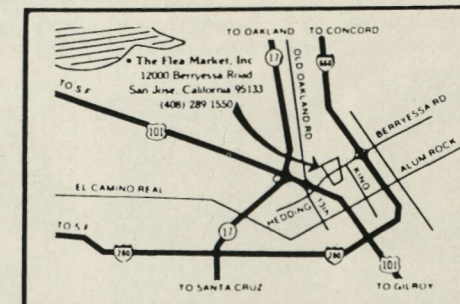 TO OAKLAND
TO CONCORD
17
OLD OAKLAND RD
• The Flea Market, Inc
12000 Berryessa Road
San Jose, California 95133
(408) 289 1550
TO S.F
101
BERRYESSA RD
ALUM ROCK
KING
EL CAMINO REAL
HEDDING
13th
17
TO S.F
280
280
101
TO SANTA CRUZ
TO GILROY